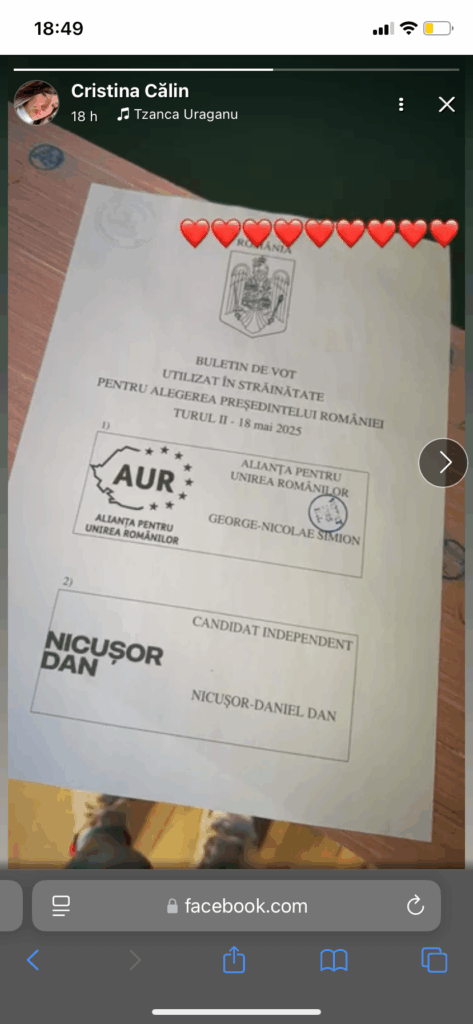 18:49
Cristina Călin
18 h Tzanca Uraganu
ROMÂNIA
BULETIN DE VOT
UTILIZAT ÎN STRĂINĂTATE
PENTRU ALEGEREA PREȘEDINTELUI ROMÂNIEI
TURUL II - 18 mai 2025
1)
AUR
ALIANȚA PENTRU
UNIREA ROMÂNILOR
ALIANȚA PENTRU
UNIREA ROMÂNILOR
GEORGE-NICOLAE SIMION
2)
NICUȘOR
DAN
CANDIDAT INDEPENDENT
NICUȘOR-DANIEL DAN
facebook.com